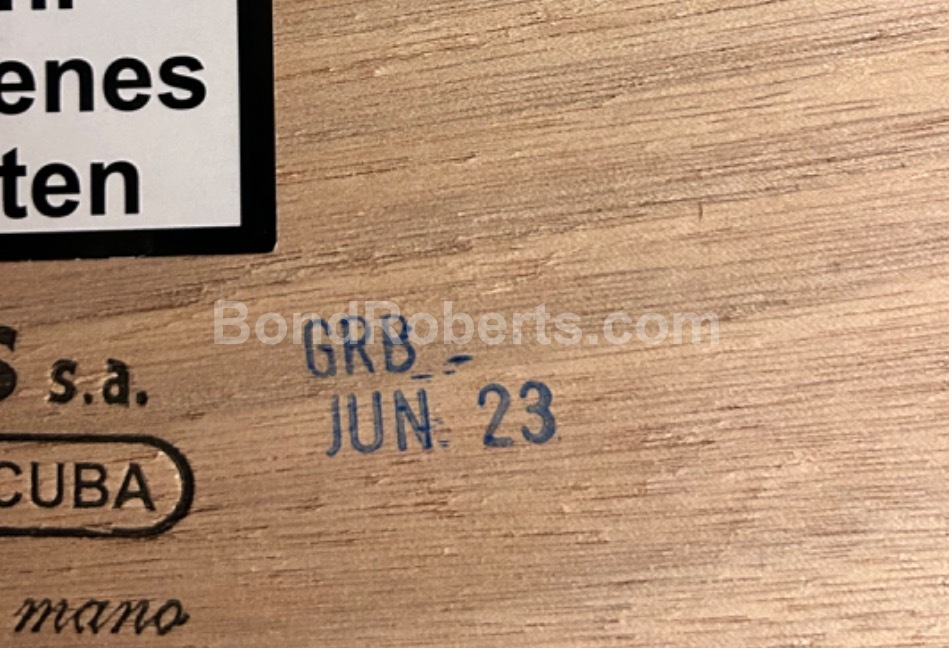 enes
ten
BondRoberts.com
GRB
JUN. 23
s.a.
CUBA
mano